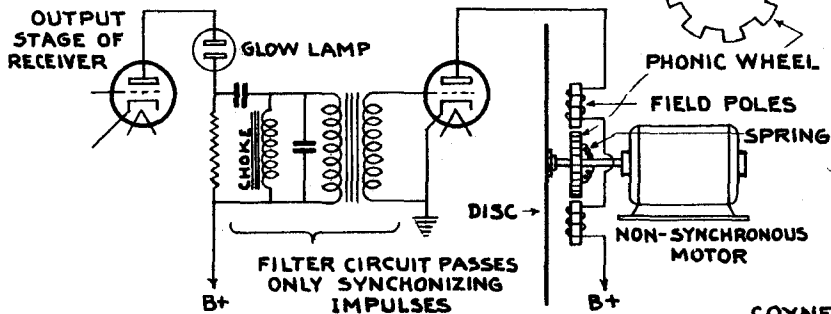 OUTPUT
STAGE OF
RECEIVER
GLOW LAMP
CHOKE
B+
FILTER CIRCUIT PASSES
ONLY SYNCHONIZING
IMPULSES
PHONIC WHEEL
FIELD POLES
SPRING
DISC
NON-SYNCHRONOUS
MOTOR
B+
COYNE